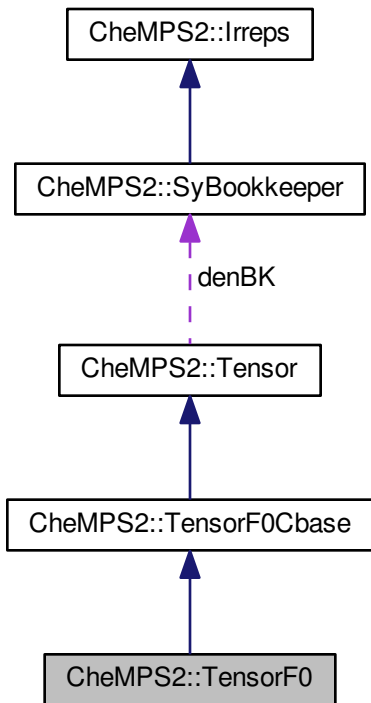 CheMPS2::Irreps
CheMPS2::SyBookkeeper
denBK
CheMPS2::Tensor
CheMPS2::TensorF0Cbase
CheMPS2::TensorF0